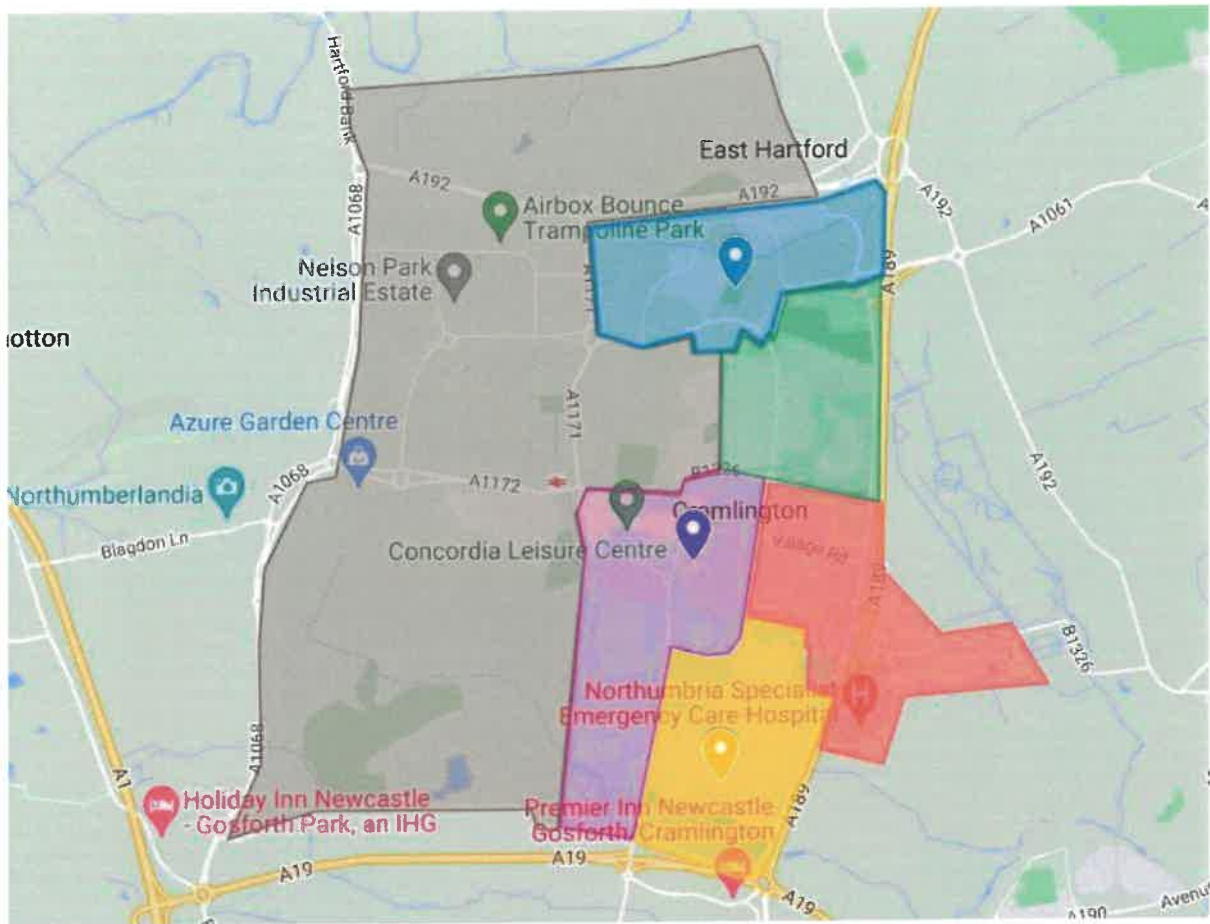 Hartford Bank
East Hartford
A192
A192
A192
A1061
A1068
Airbox Bounce
Trampoline Park
Nelson Park
Industrial Estate
A1171
A189
otton
A1171
Azure Garden Centre
A192
Northumberlandia
A1068
A1172
B1326
Cramlington
Blagdon Ln
Concordia Leisure Centre
Village Rd
A189
B1326
Northumbria Specialist
Emergency Care Hospital
A1068
A1
A189
Holiday Inn Newcastle
- Gosforth Park, an IHG
Premier Inn Newcastle
Gosforth/Cramlington
A19
A19
A19
A190
Avenu